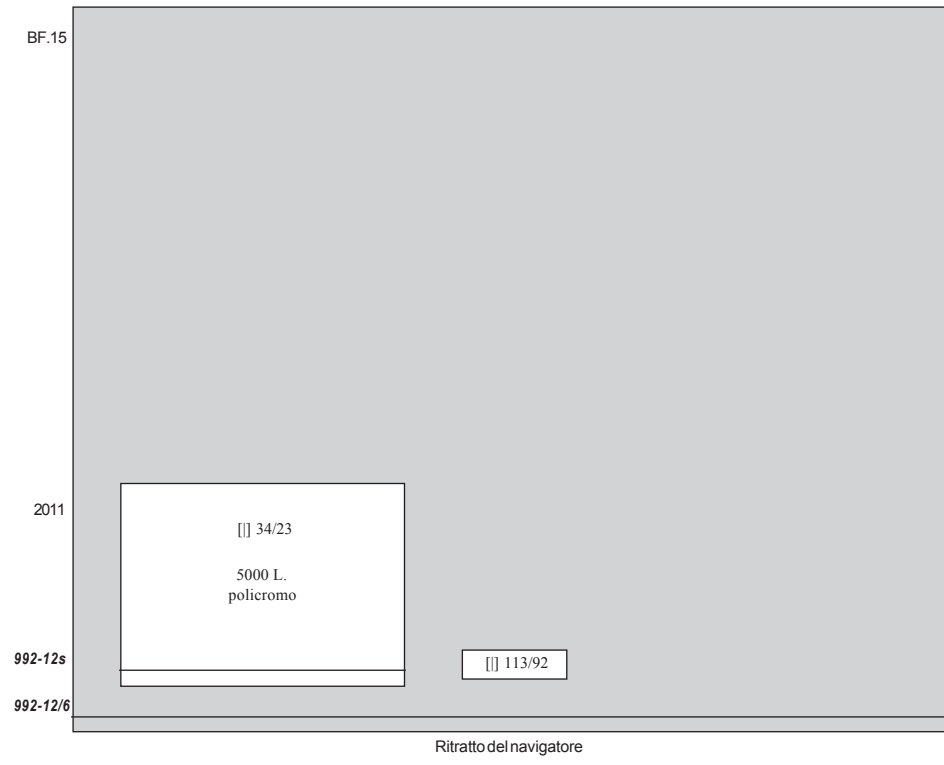 BF.15
2011
[|] 34/23
5000 L.
policromo
992-12s
[|] 113/92
992-12/6
Ritratto del navigatore